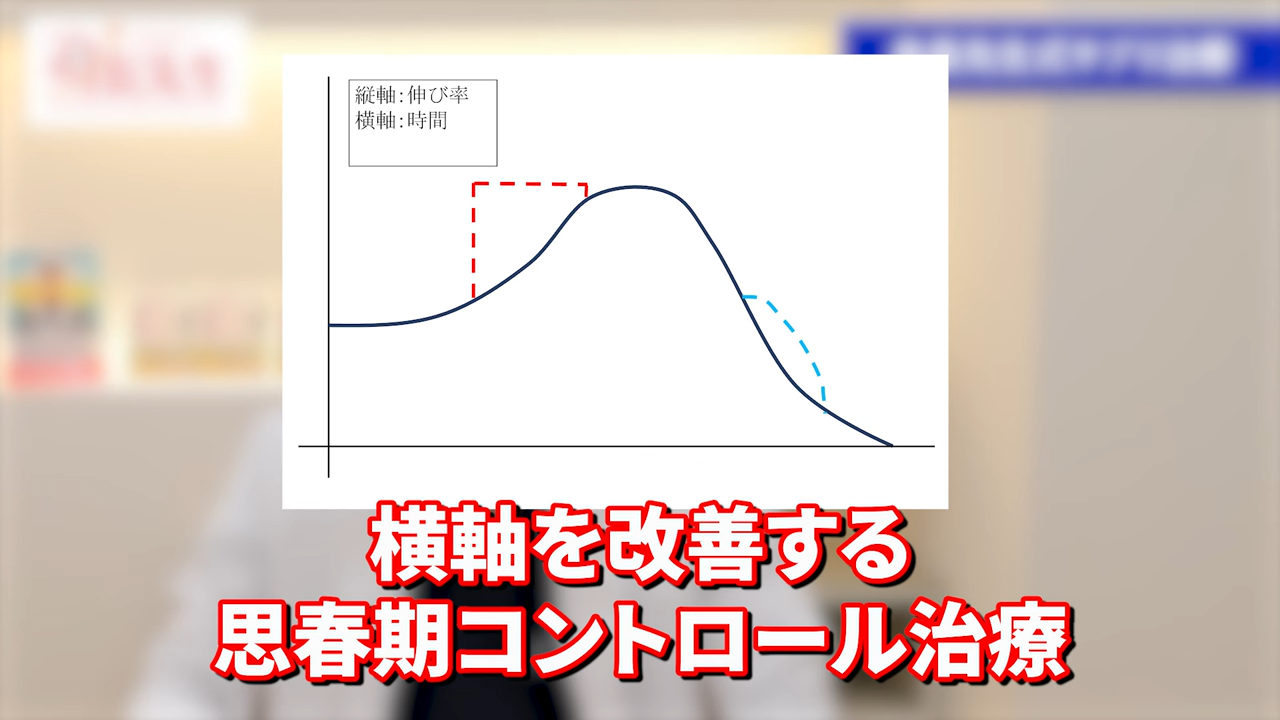 縦軸:伸び率
横軸:時間
横軸を改善する
思春期コントロール治療